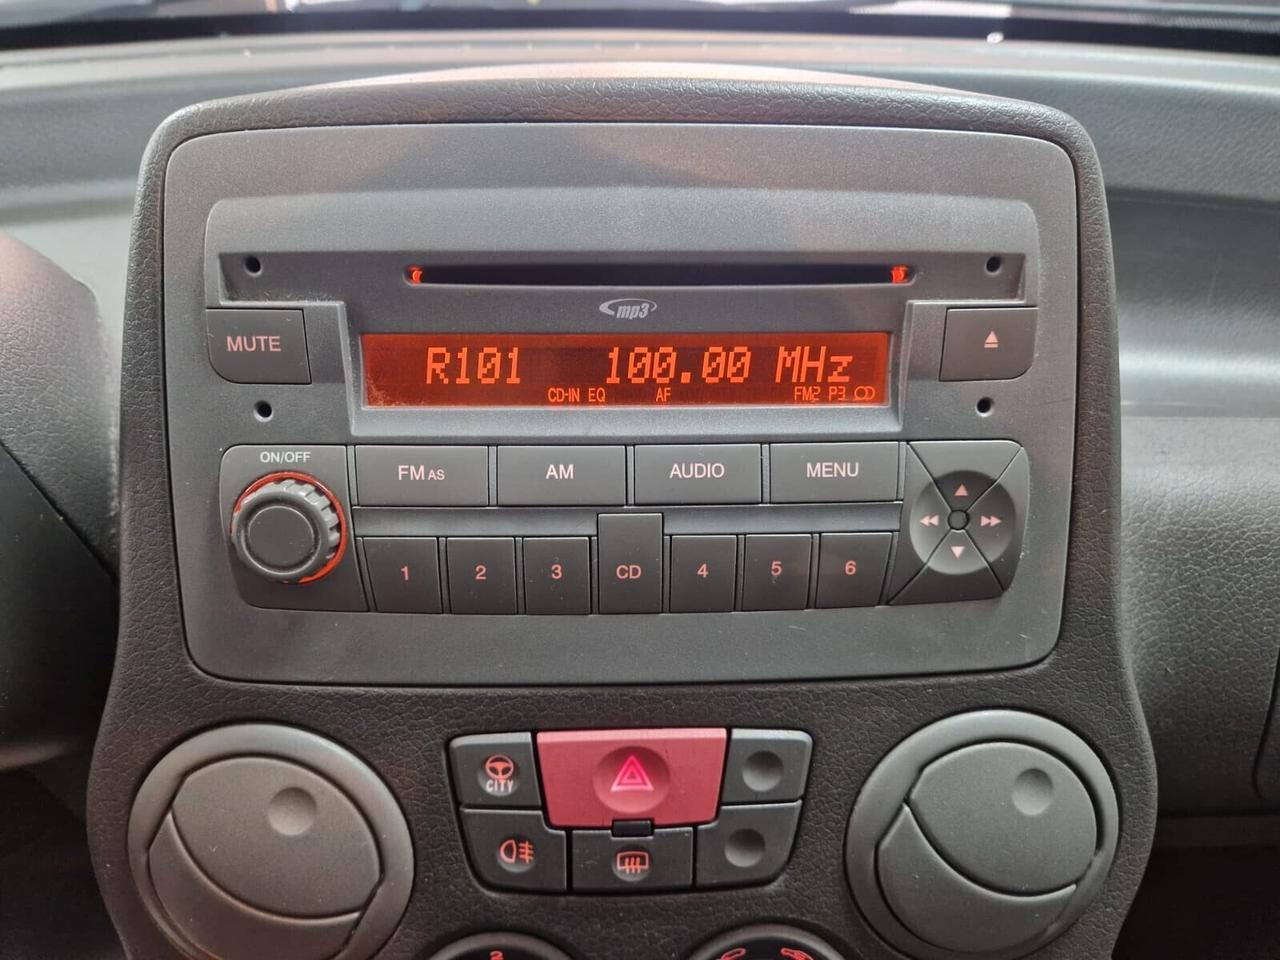 mp3
MUTE
R101 100.00 MHz
CD-IN EQ AF FM2 P3
ON/OFF
FM AS AM AUDIO MENU
1 2 3 CD 4 5 6
CITY
2